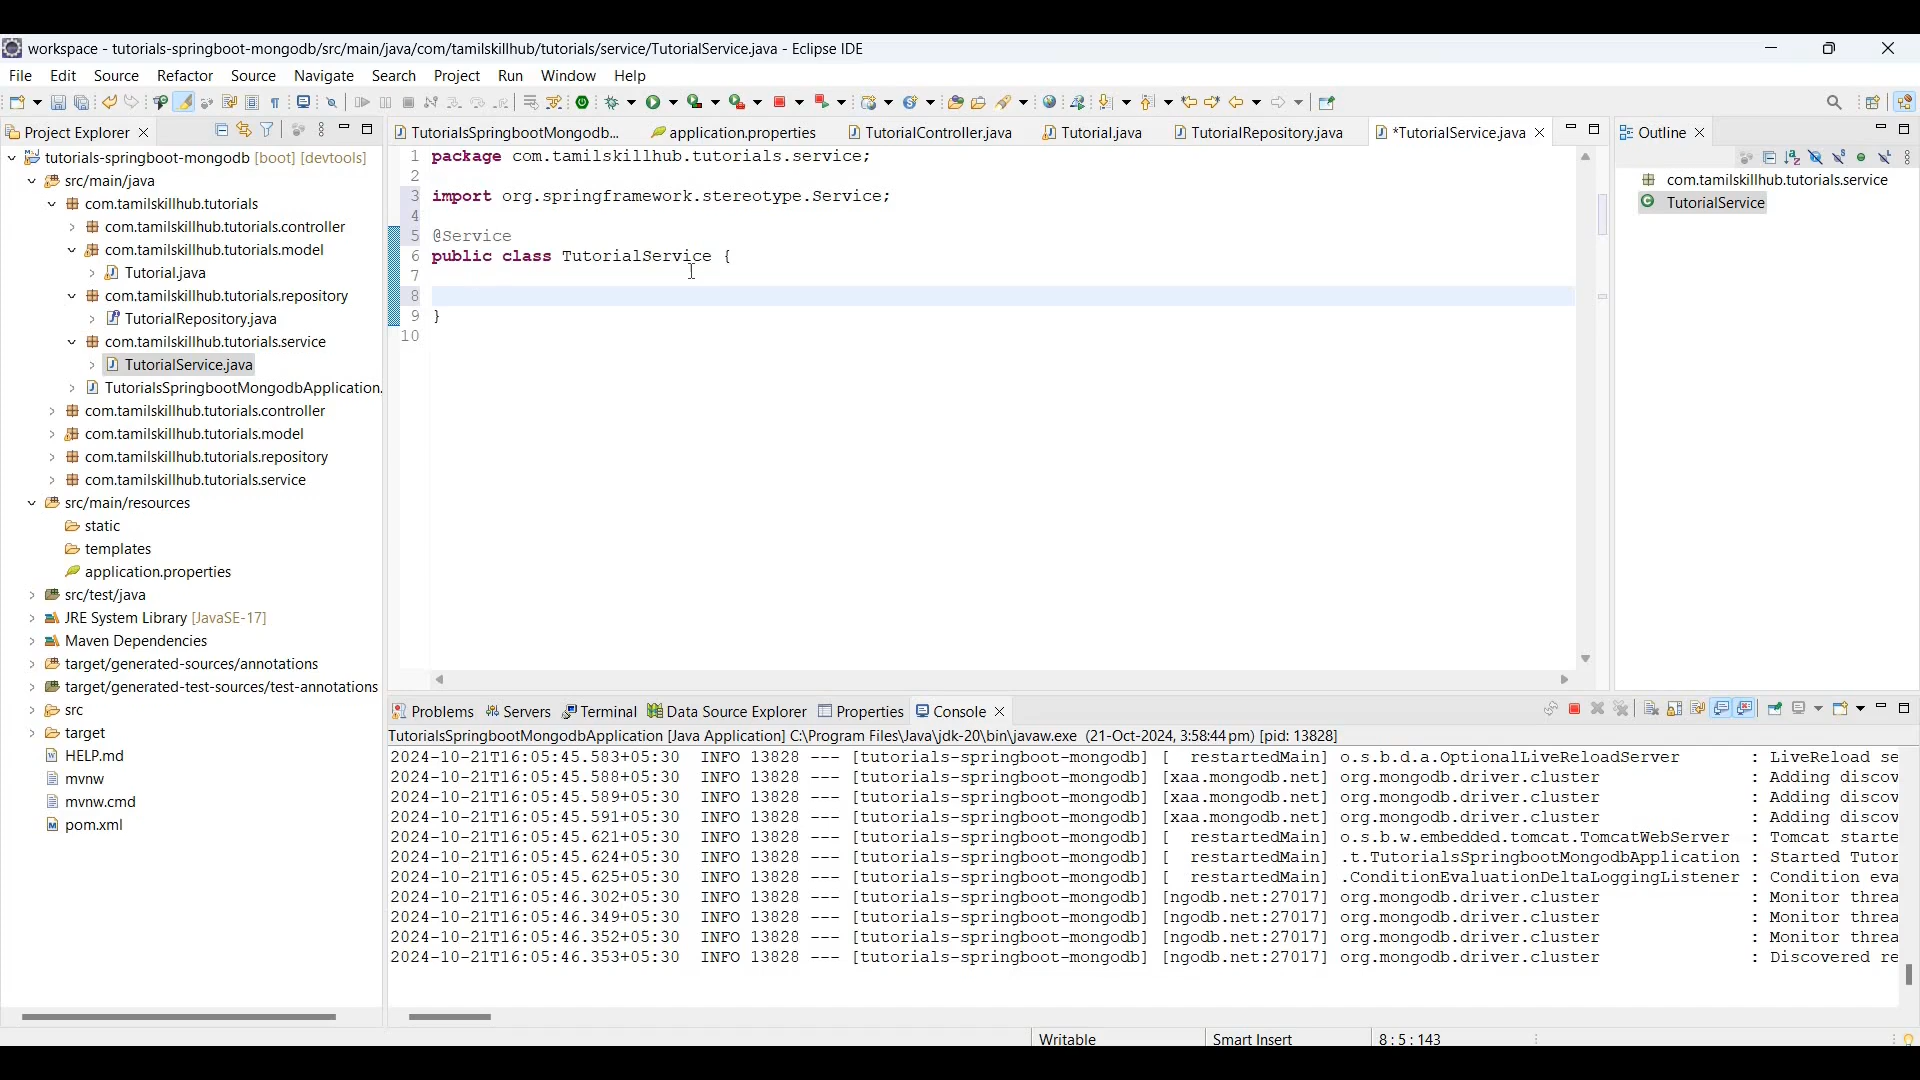 workspace - tutorials-springboot-mongodb/src/main/java/com/tamilskillhub/tutorials/service/TutorialService.java - Eclipse IDE
File Edit Source Refactor Source Navigate Search Project Run Window Help
Project Explorer
tutorials-springboot-mongodb [boot] [devtools]
src/main/java
com.tamilskillhub.tutorials
com.tamilskillhub.tutorials.controller
com.tamilskillhub.tutorials.model
Tutorial.java
com.tamilskillhub.tutorials.repository
TutorialRepository.java
com.tamilskillhub.tutorials.service
TutorialService.java
TutorialsSpringbootMongodbApplication.
com.tamilskillhub.tutorials.controller
com.tamilskillhub.tutorials.model
com.tamilskillhub.tutorials.repository
com.tamilskillhub.tutorials.service
src/main/resources
static
templates
application.properties
src/test/java
JRE System Library [JavaSE-17]
Maven Dependencies
target/generated-sources/annotations
target/generated-test-sources/test-annotations
src
target
HELP.md
mvnw
mvnw.cmd
pom.xml
TutorialsSpringbootMongodb... application.properties TutorialController.java Tutorial.java TutorialRepository.java *TutorialService.java
1 package com.tamilskillhub.tutorials.service;
2
3 import org.springframework.stereotype.Service;
4
5 @Service
6 public class TutorialService {
7
8
9 }
10
Outline
com.tamilskillhub.tutorials.service
TutorialService
Problems Servers Terminal Data Source Explorer Properties Console
TutorialsSpringbootMongodbApplication [Java Application] C:\Program Files\Java\jdk-20\bin\javaw.exe (21-Oct-2024, 3:58:44 pm) [pid: 13828]
2024-10-21T16:05:45.583+05:30 INFO 13828 --- [tutorials-springboot-mongodb] [ restartedMain] o.s.b.d.a.OptionalLiveReloadServer : LiveReload se
2024-10-21T16:05:45.588+05:30 INFO 13828 --- [tutorials-springboot-mongodb] [xaa.mongodb.net] org.mongodb.driver.cluster : Adding discov
2024-10-21T16:05:45.589+05:30 INFO 13828 --- [tutorials-springboot-mongodb] [xaa.mongodb.net] org.mongodb.driver.cluster : Adding discov
2024-10-21T16:05:45.591+05:30 INFO 13828 --- [tutorials-springboot-mongodb] [xaa.mongodb.net] org.mongodb.driver.cluster : Adding discov
2024-10-21T16:05:45.621+05:30 INFO 13828 --- [tutorials-springboot-mongodb] [ restartedMain] o.s.b.w.embedded.tomcat.TomcatWebServer : Tomcat starte
2024-10-21T16:05:45.624+05:30 INFO 13828 --- [tutorials-springboot-mongodb] [ restartedMain] .t.TutorialsSpringbootMongodbApplication : Started Tutor
2024-10-21T16:05:45.625+05:30 INFO 13828 --- [tutorials-springboot-mongodb] [ restartedMain] .ConditionEvaluationDeltaLoggingListener : Condition eva
2024-10-21T16:05:46.302+05:30 INFO 13828 --- [tutorials-springboot-mongodb] [ngodb.net:27017] org.mongodb.driver.cluster : Monitor threa
2024-10-21T16:05:46.349+05:30 INFO 13828 --- [tutorials-springboot-mongodb] [ngodb.net:27017] org.mongodb.driver.cluster : Monitor threa
2024-10-21T16:05:46.352+05:30 INFO 13828 --- [tutorials-springboot-mongodb] [ngodb.net:27017] org.mongodb.driver.cluster : Monitor threa
2024-10-21T16:05:46.353+05:30 INFO 13828 --- [tutorials-springboot-mongodb] [ngodb.net:27017] org.mongodb.driver.cluster : Discovered re
Writable Smart Insert 8 : 5 : 143